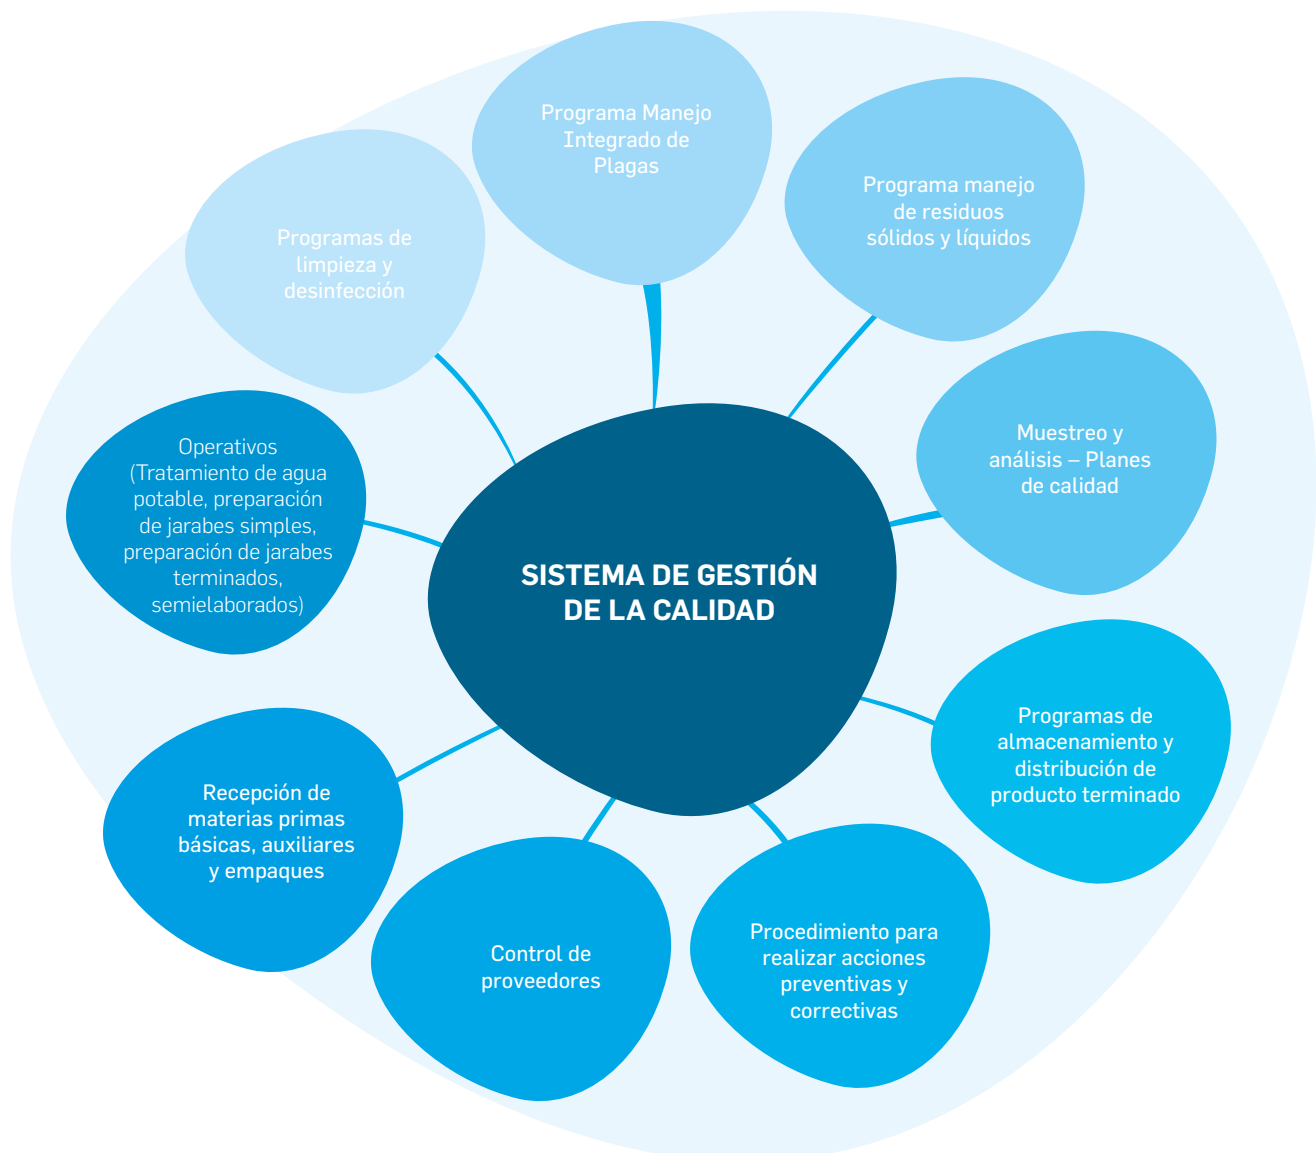 Programa Manejo
Integrado de
Plagas
Programa manejo
de residuos
sólidos y líquidos
Programas de
limpieza y
desinfección
Muestreo y
análisis – Planes
de calidad
Operativos
(Tratamiento de agua
potable, preparación
de jarabes simples,
preparación de jarabes
terminados,
semielaborados)
SISTEMA DE GESTIÓN
DE LA CALIDAD
Programas de
almacenamiento y
distribución de
producto terminado
Recepción de
materias primas
básicas, auxiliares
y empaques
Control de
proveedores
Procedimiento para
realizar acciones
preventivas y
correctivas